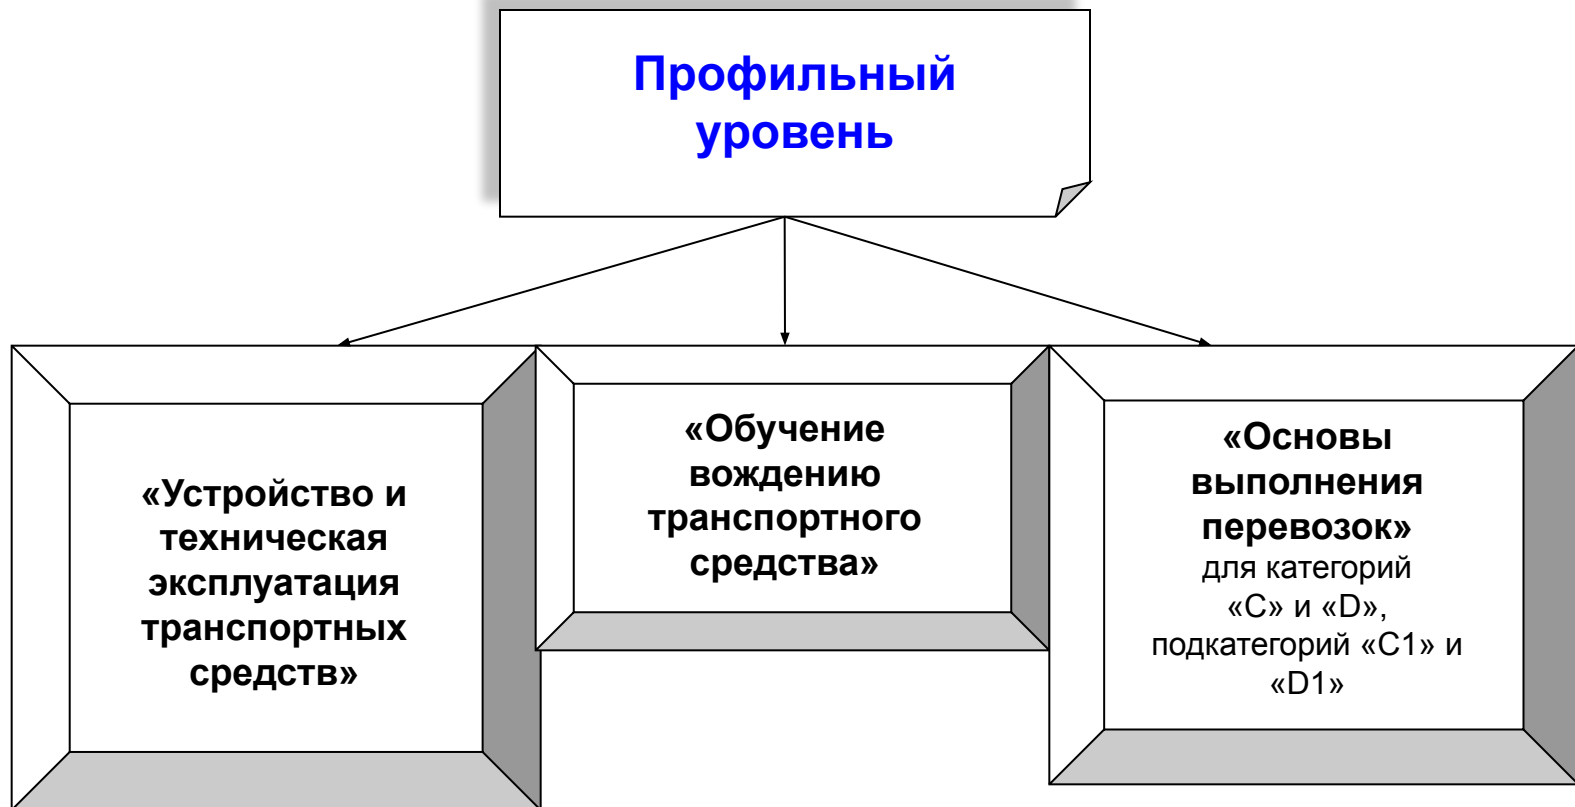 Профильный
уровень
«Устройство и
техническая
эксплуатация
транспортных
средств»
«Обучение
вождению
транспортного
средства»
«Основы
выполнения
перевозок»
для категорий
«C» и «D»,
подкатегорий «C1» и
«D1»